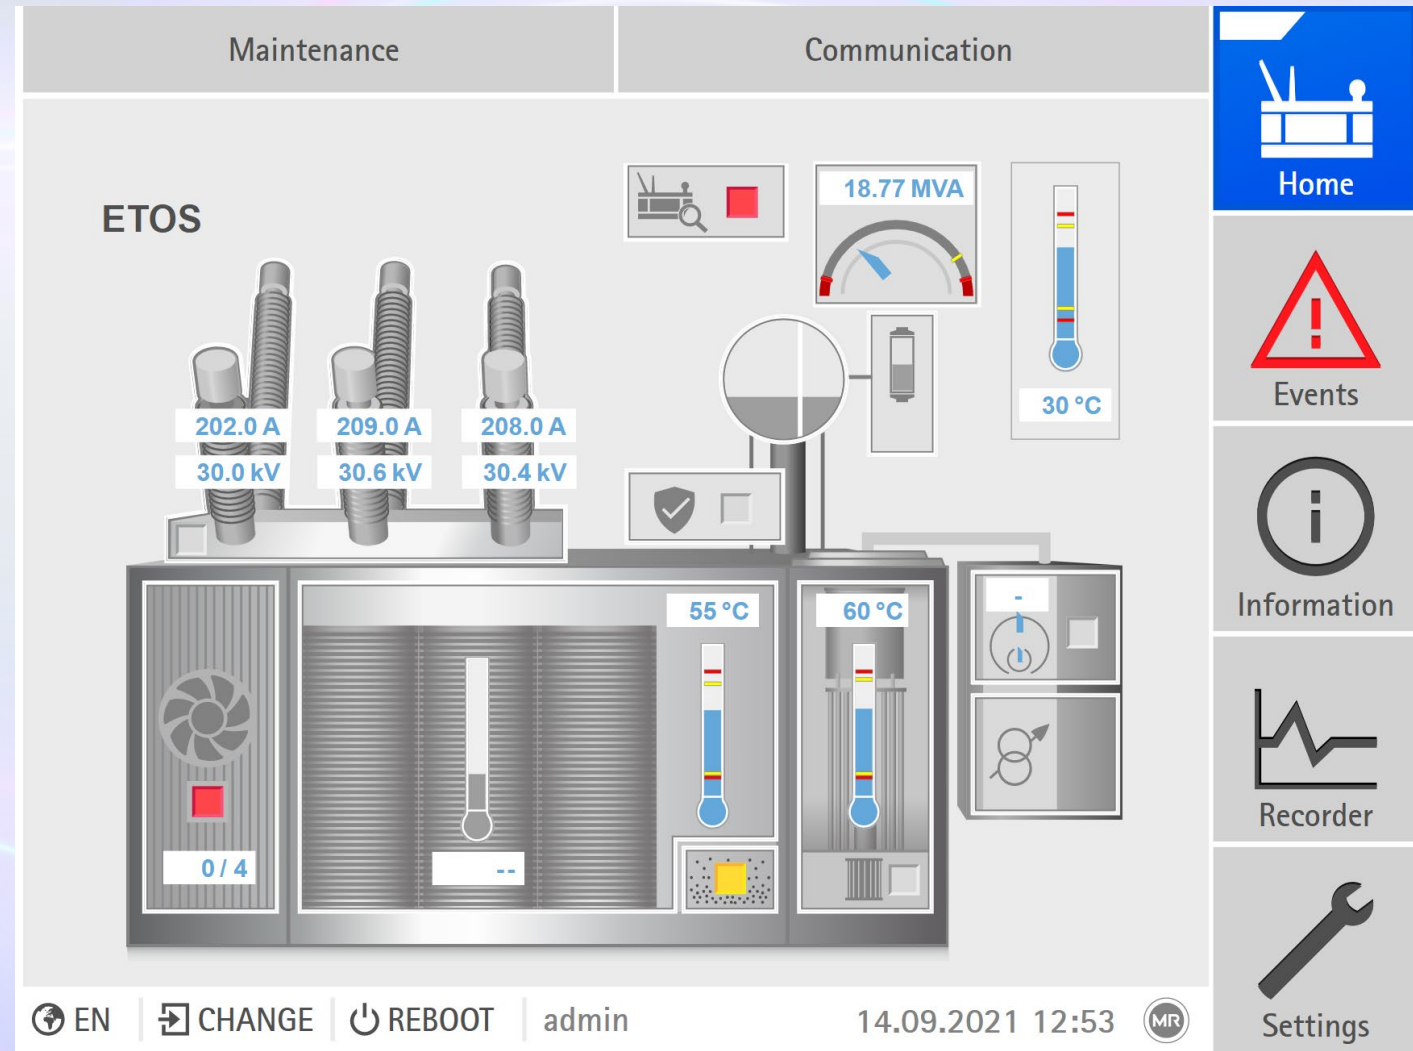 Maintenance
Communication
Home
ETOS
18.77 MVA
30 °C
Events
202.0 A
209.0 A
208.0 A
30.0 kV
30.6 kV
30.4 kV
Information
55 °C
60 °C
-
Recorder
0 / 4
--
EN
CHANGE
REBOOT
admin
14.09.2021 12:53
MR
Settings